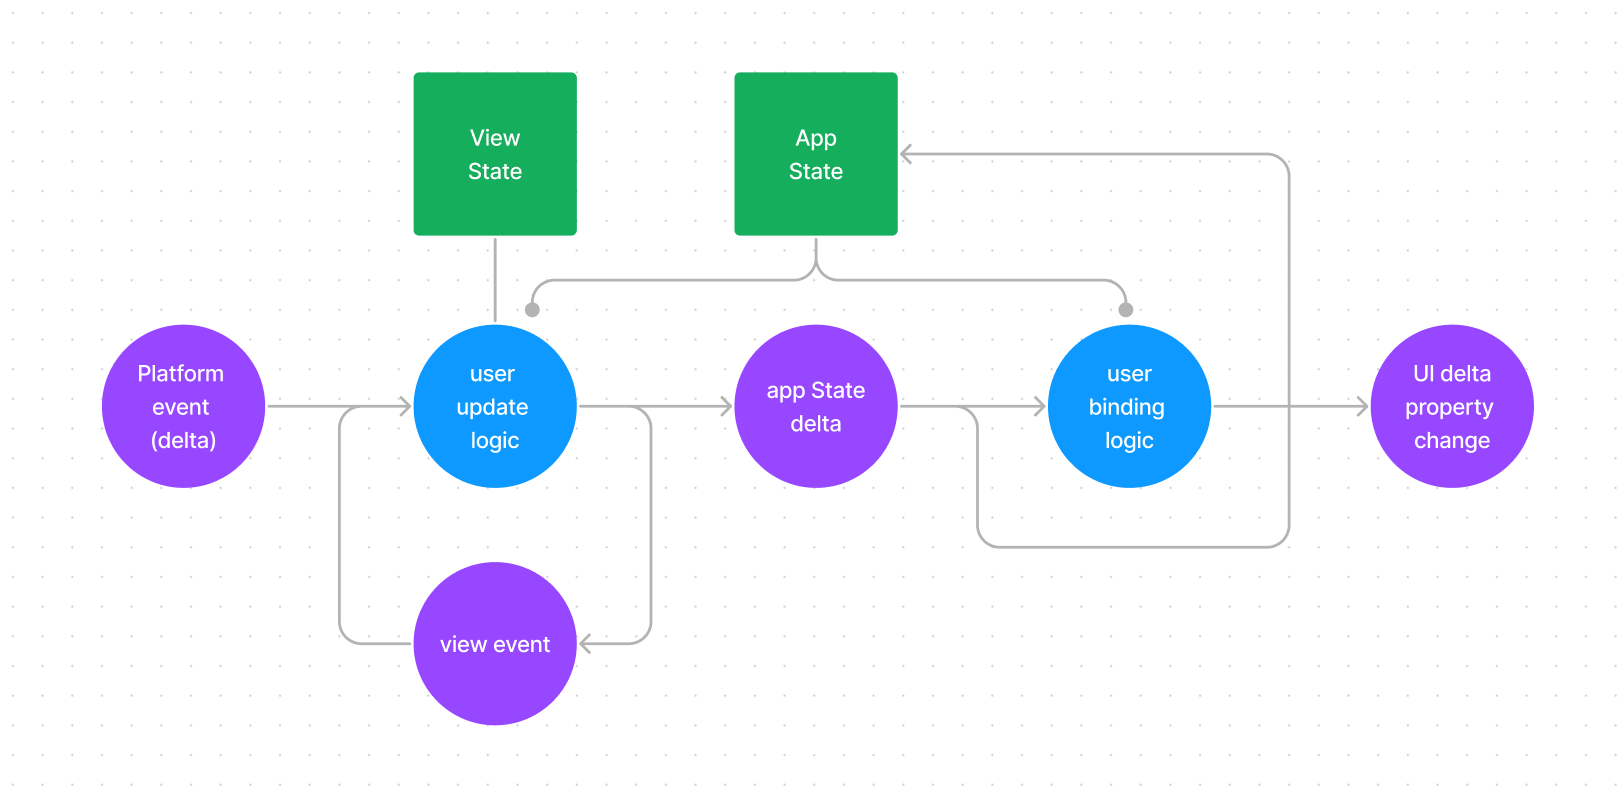 View
State
App
State
Platform
event
(delta)
user
update
logic
app State
delta
user
binding
logic
UI delta
property
change
view event